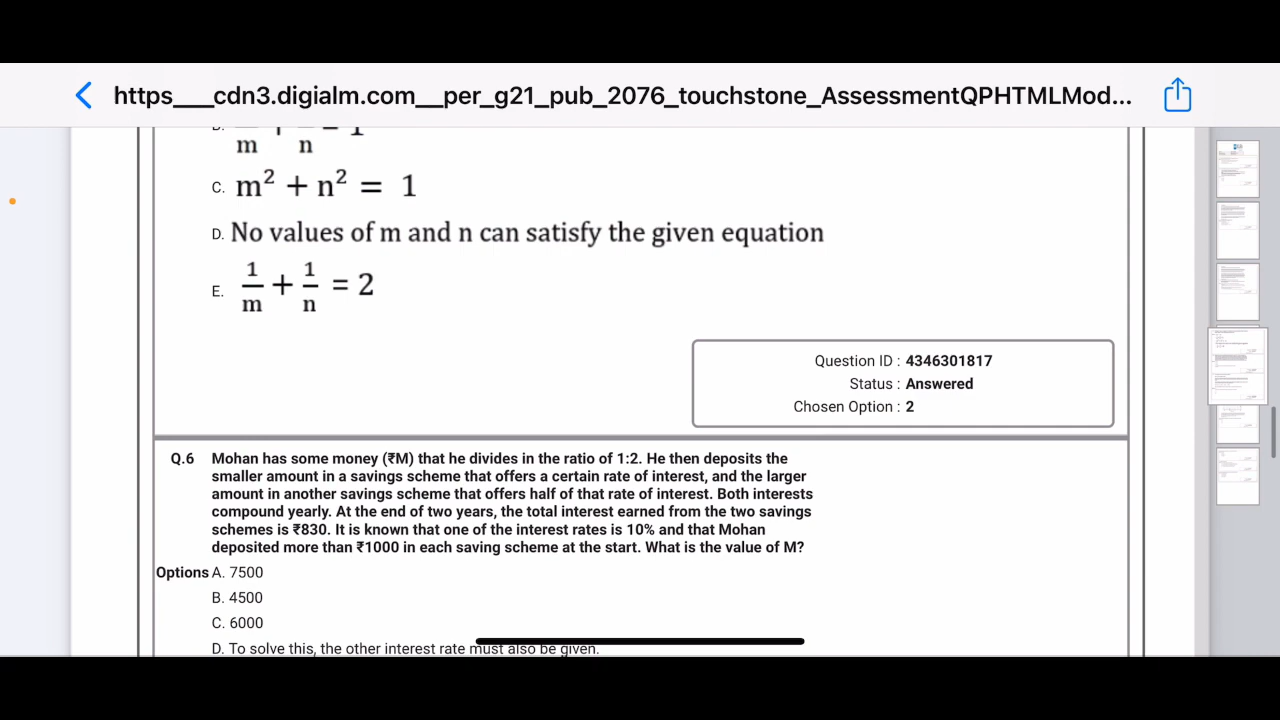 https___cdn3.digialm.com__per_g21_pub_2076_touchstone_AssessmentQPHTMLMod...
m n
C. m² + n² = 1
D. No values of m and n can satisfy the given equation
E. 1/m + 1/n = 2
Question ID : 4346301817
Status : Answered
Chosen Option : 2
Q.6 Mohan has some money (₹M) that he divides in the ratio of 1:2. He then deposits the
smaller amount in a savings scheme that offers a certain rate of interest, and the larger
amount in another savings scheme that offers half of that rate of interest. Both interests
compound yearly. At the end of two years, the total interest earned from the two savings
schemes is ₹830. It is known that one of the interest rates is 10% and that Mohan
deposited more than ₹1000 in each saving scheme at the start. What is the value of M?
Options A. 7500
B. 4500
C. 6000
D. To solve this, the other interest rate must also be given.